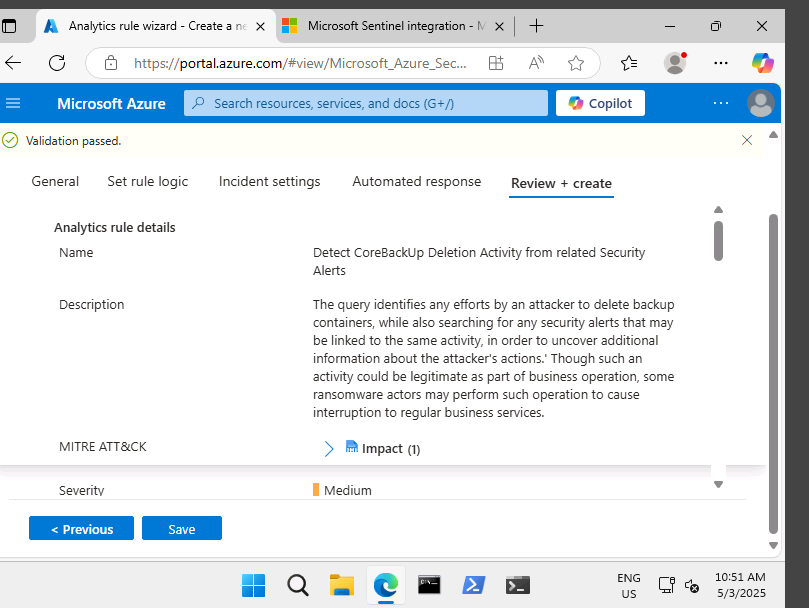 Analytics rule wizard - Create a ne
Microsoft Sentinel integration - M
https://portal.azure.com/#view/Microsoft_Azure_Sec...
Microsoft Azure
Search resources, services, and docs (G+/)
Copilot
Validation passed.
General
Set rule logic
Incident settings
Automated response
Review + create
Analytics rule details
Name
Detect CoreBackUp Deletion Activity from related Security
Alerts
Description
The query identifies any efforts by an attacker to delete backup
containers, while also searching for any security alerts that may
be linked to the same activity, in order to uncover additional
information about the attacker's actions.' Though such an
activity could be legitimate as part of business operation, some
ransomware actors may perform such operation to cause
interruption to regular business services.
MITRE ATT&CK
Impact (1)
Severity
Medium
< Previous
Save
ENG
US
10:51 AM
5/3/2025